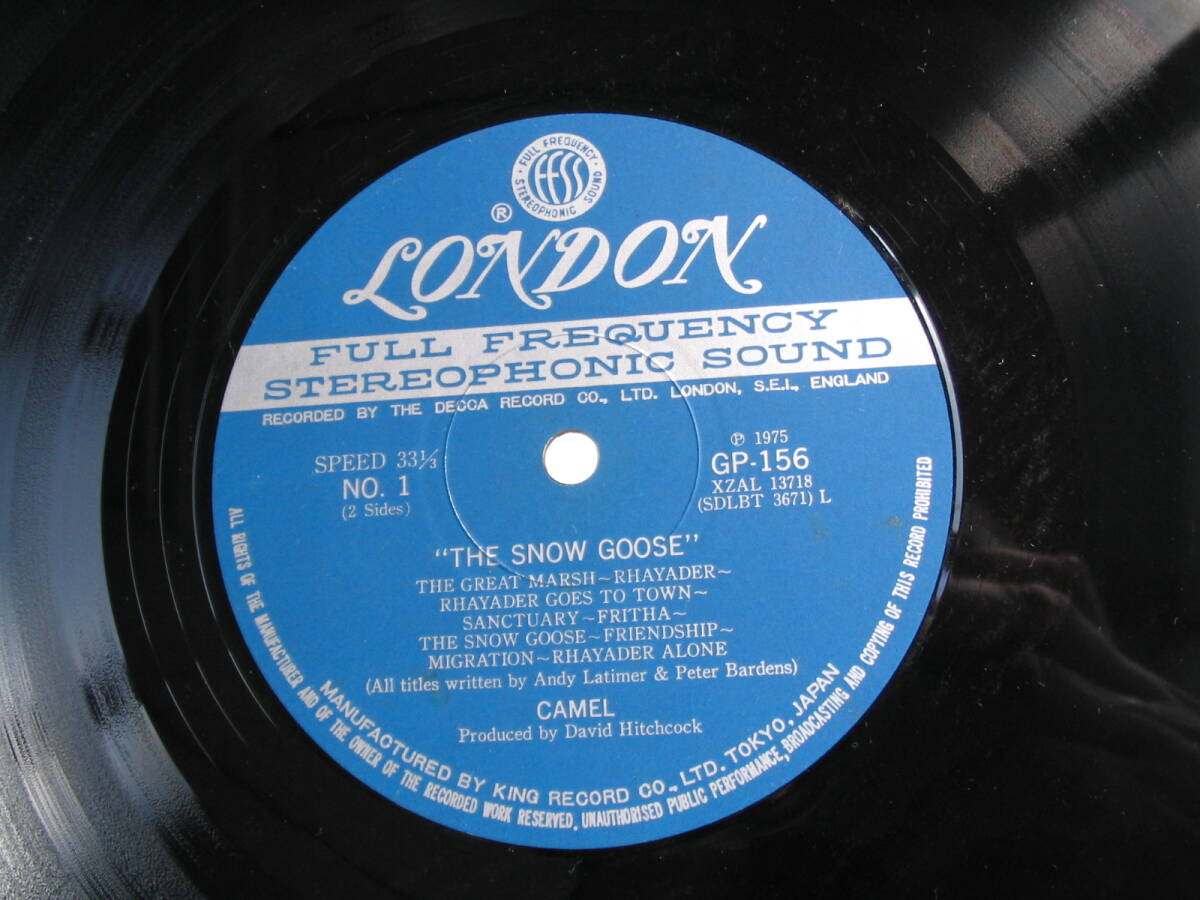 FULL FREQUENCY
FFSS
STEREOPHONIC SOUND
®
LONDON
FULL FREQUENCY
STEREOPHONIC SOUND
RECORDED BY THE DECCA RECORD CO., LTD. LONDON, S.E.I., ENGLAND
SPEED 33⅓
NO. 1
(2 Sides)
℗ 1975
GP-156
XZAL 13718
(SDLBT 3671) L
"THE SNOW GOOSE"
THE GREAT MARSH~RHAYADER~
RHAYADER GOES TO TOWN~
SANCTUARY~FRITHA~
THE SNOW GOOSE~FRIENDSHIP~
MIGRATION~RHAYADER ALONE
(All titles written by Andy Latimer & Peter Bardens)
CAMEL
Produced by David Hitchcock
MANUFACTURED BY KING RECORD CO., LTD. TOKYO, JAPAN
ALL RIGHTS OF THE MANUFACTURER AND OF THE OWNER OF THE RECORDED WORK RESERVED. UNAUTHORISED PUBLIC PERFORMANCE, BROADCASTING AND COPYING OF THIS RECORD PROHIBITED